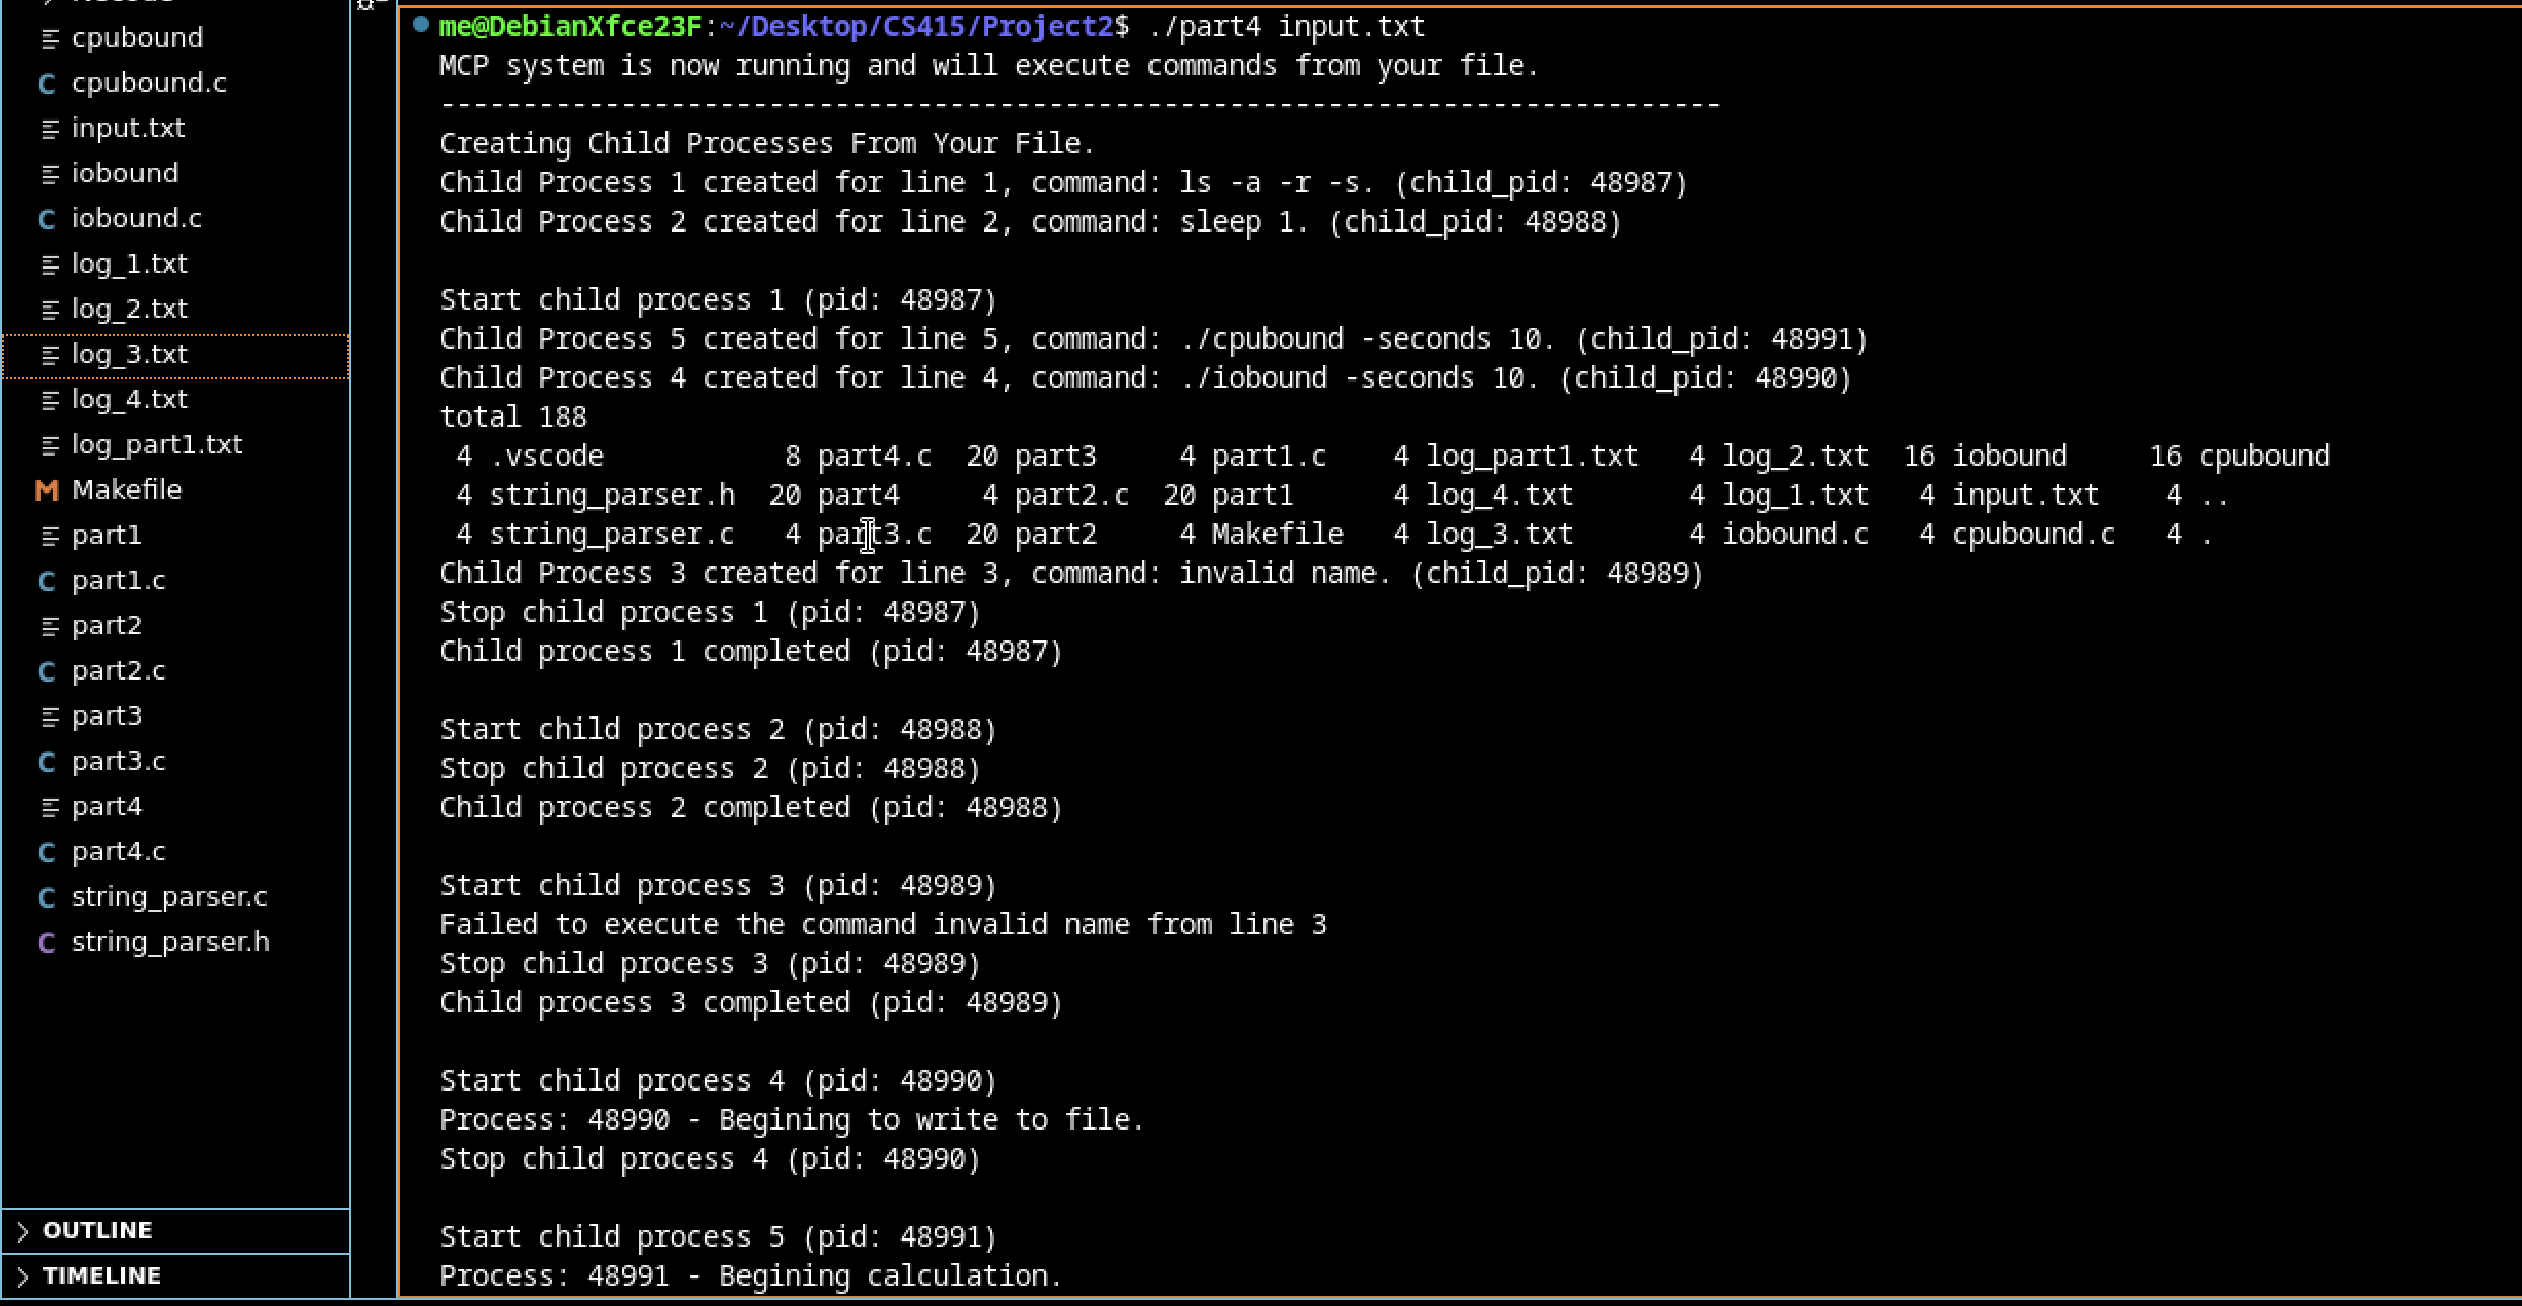 cpubound
C cpubound.c
input.txt
iobound
C iobound.c
log_1.txt
log_2.txt
log_3.txt
log_4.txt
log_part1.txt
M Makefile
part1
C part1.c
part2
C part2.c
part3
C part3.c
part4
C part4.c
C string_parser.c
C string_parser.h
> OUTLINE
> TIMELINE
me@DebianXfce23F:~/Desktop/CS415/Project2$ ./part4 input.txt
MCP system is now running and will execute commands from your file.
------------------------------------------------------------------------------
Creating Child Processes From Your File.
Child Process 1 created for line 1, command: ls -a -r -s. (child_pid: 48987)
Child Process 2 created for line 2, command: sleep 1. (child_pid: 48988)
Start child process 1 (pid: 48987)
Child Process 5 created for line 5, command: ./cpubound -seconds 10. (child_pid: 48991)
Child Process 4 created for line 4, command: ./iobound -seconds 10. (child_pid: 48990)
total 188
4 .vscode 8 part4.c 20 part3 4 part1.c 4 log_part1.txt 4 log_2.txt 16 iobound 16 cpubound
4 string_parser.h 20 part4 4 part2.c 20 part1 4 log_4.txt 4 log_1.txt 4 input.txt 4 ..
4 string_parser.c 4 part3.c 20 part2 4 Makefile 4 log_3.txt 4 iobound.c 4 cpubound.c 4 .
Child Process 3 created for line 3, command: invalid name. (child_pid: 48989)
Stop child process 1 (pid: 48987)
Child process 1 completed (pid: 48987)
Start child process 2 (pid: 48988)
Stop child process 2 (pid: 48988)
Child process 2 completed (pid: 48988)
Start child process 3 (pid: 48989)
Failed to execute the command invalid name from line 3
Stop child process 3 (pid: 48989)
Child process 3 completed (pid: 48989)
Start child process 4 (pid: 48990)
Process: 48990 - Begining to write to file.
Stop child process 4 (pid: 48990)
Start child process 5 (pid: 48991)
Process: 48991 - Begining calculation.